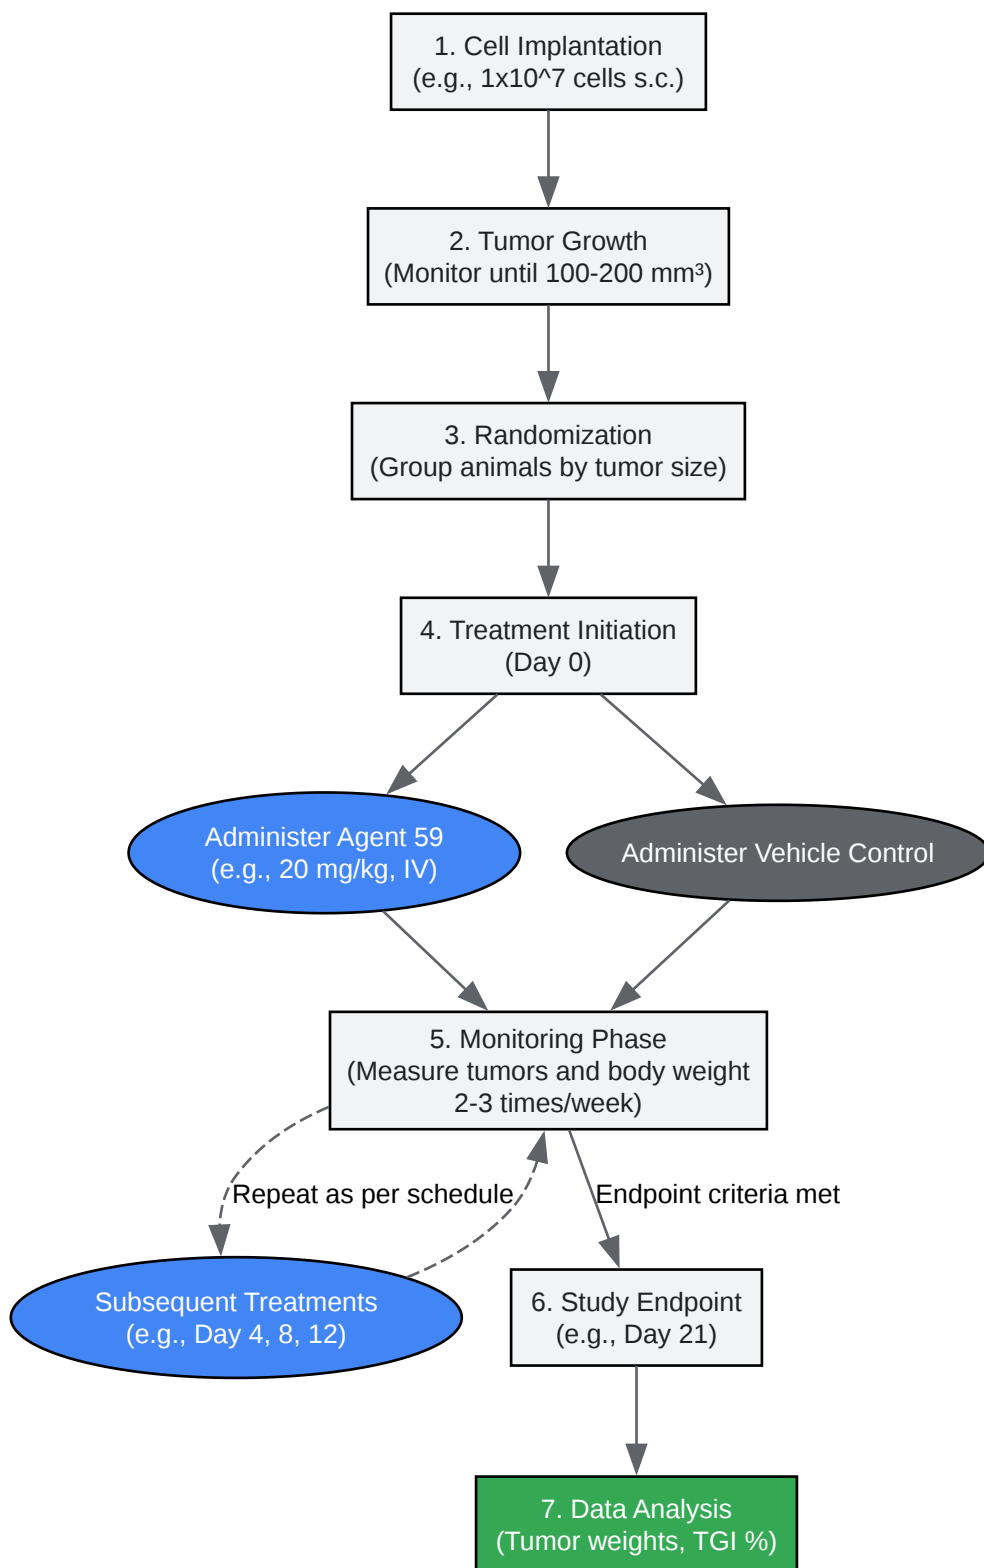 1. Cell Implantation
(e.g., 1x10^7 cells s.c.)
2. Tumor Growth
(Monitor until 100-200 mm³)
3. Randomization
(Group animals by tumor size)
4. Treatment Initiation
(Day 0)
Administer Agent 59
(e.g., 20 mg/kg, IV)
Administer Vehicle Control
5. Monitoring Phase
(Measure tumors and body weight
2-3 times/week)
Repeat as per schedule
Endpoint criteria met
Subsequent Treatments
(e.g., Day 4, 8, 12)
6. Study Endpoint
(e.g., Day 21)
7. Data Analysis
(Tumor weights, TGI %)